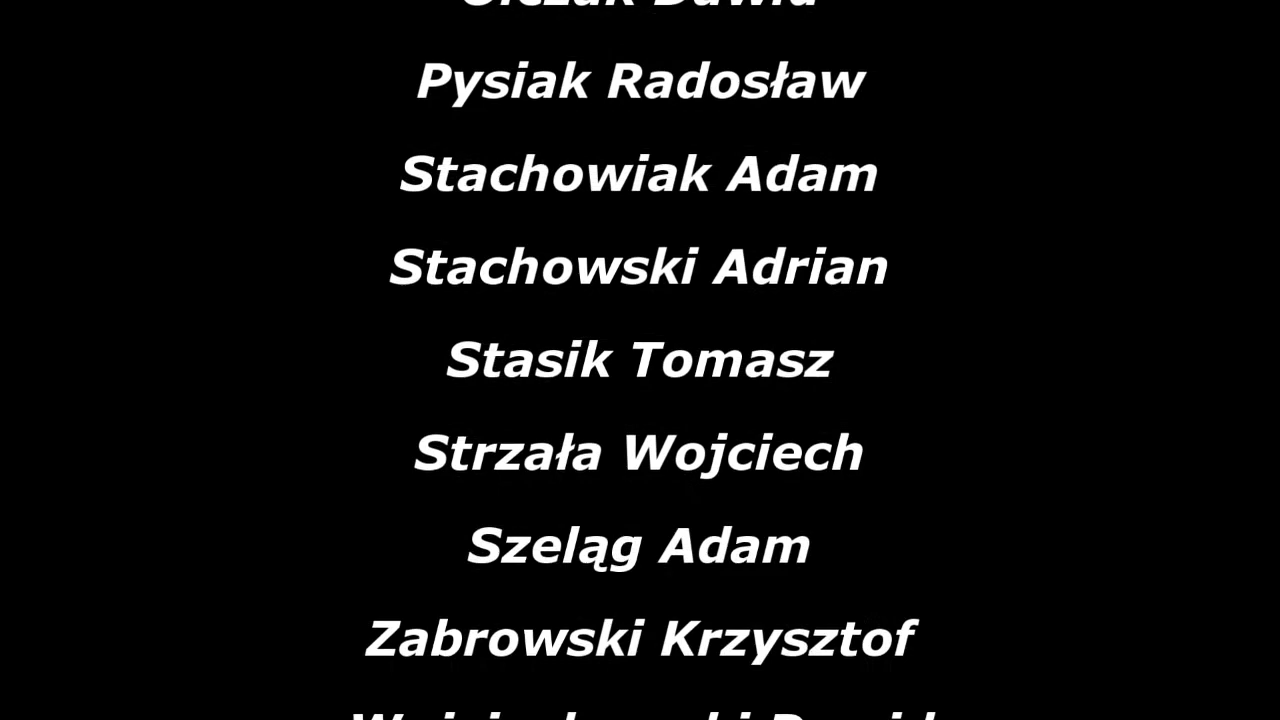 Pysiak Radosław
Stachowiak Adam
Stachowski Adrian
Stasik Tomasz
Strzała Wojciech
Szeląg Adam
Zabrowski Krzysztof